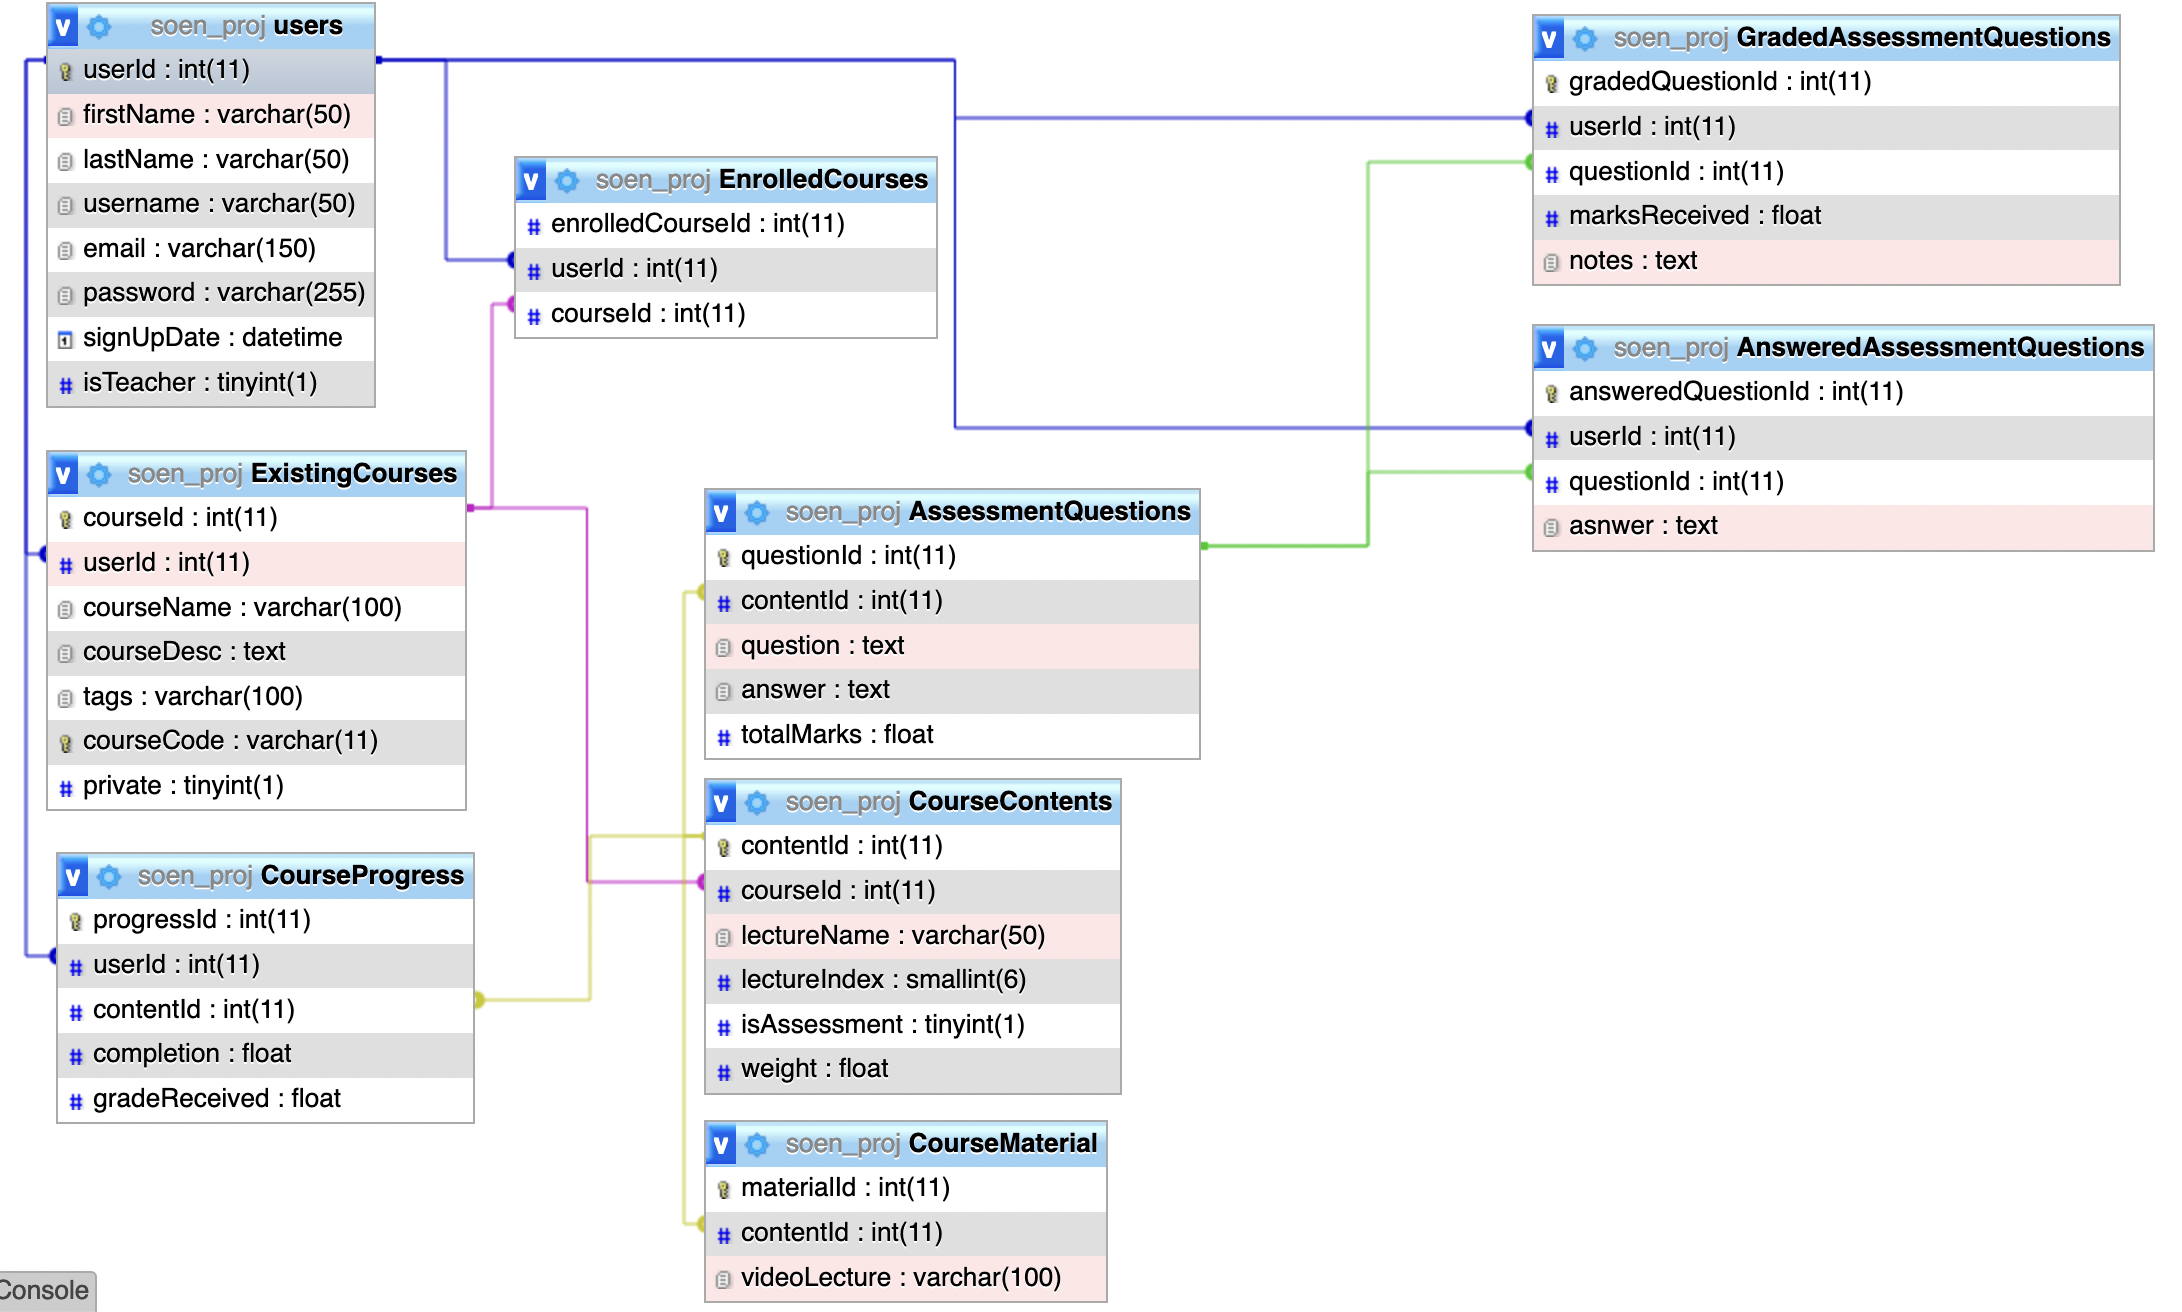 soen_proj users
userId : int(11)
firstName : varchar(50)
lastName : varchar(50)
username : varchar(50)
email : varchar(150)
password : varchar(255)
signUpDate : datetime
isTeacher : tinyint(1)
soen_proj ExistingCourses
courseId : int(11)
userId : int(11)
courseName : varchar(100)
courseDesc : text
tags : varchar(100)
courseCode : varchar(11)
private : tinyint(1)
soen_proj CourseProgress
progressId : int(11)
userId : int(11)
contentId : int(11)
completion : float
gradeReceived : float
soen_proj EnrolledCourses
enrolledCourseId : int(11)
userId : int(11)
courseId : int(11)
soen_proj AssessmentQuestions
questionId : int(11)
contentId : int(11)
question : text
answer : text
totalMarks : float
soen_proj CourseContents
contentId : int(11)
courseId : int(11)
lectureName : varchar(50)
lectureIndex : smallint(6)
isAssessment : tinyint(1)
weight : float
soen_proj CourseMaterial
materialId : int(11)
contentId : int(11)
videoLecture : varchar(100)
soen_proj GradedAssessmentQuestions
gradedQuestionId : int(11)
userId : int(11)
questionId : int(11)
marksReceived : float
notes : text
soen_proj AnsweredAssessmentQuestions
answeredQuestionId : int(11)
userId : int(11)
questionId : int(11)
asnwer : text
Console